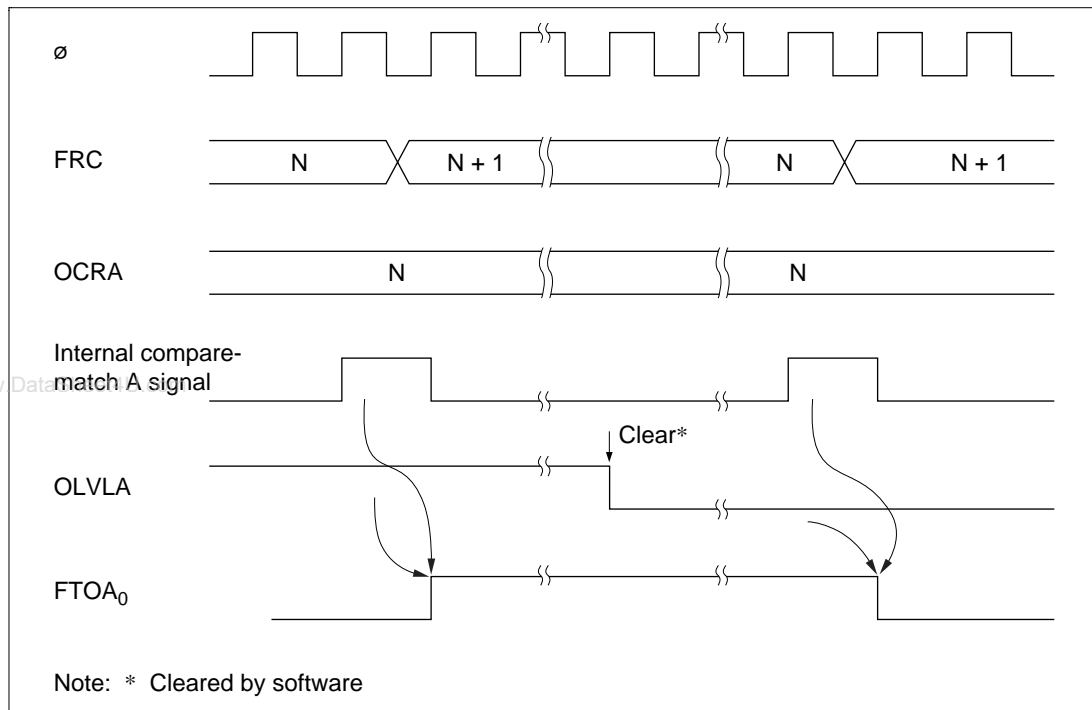 ø
FRC
N
N + 1
N
N + 1
OCRA
N
N
Internal compare-
match A signal
Clear*
OLVLA
FTOA0
Note: * Cleared by software